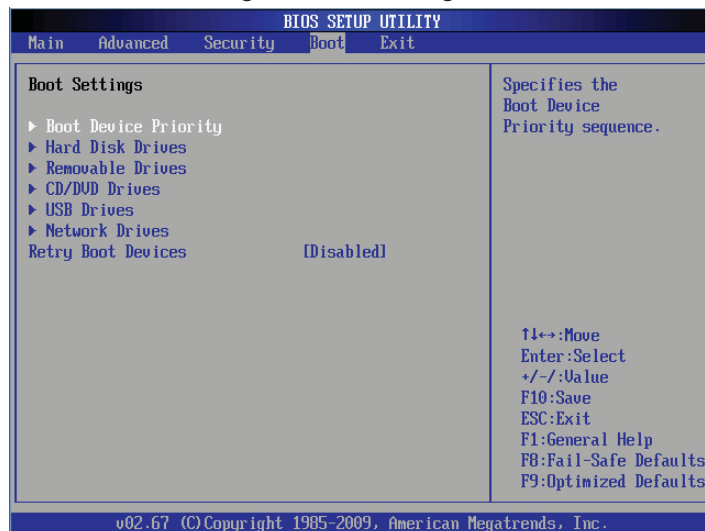 BIOS SETUP UTILITY
Main Advanced Security Boot Exit
Boot Settings
▶ Boot Device Priority
▶ Hard Disk Drives
▶ Removable Drives
▶ CD/DVD Drives
▶ USB Drives
▶ Network Drives
Retry Boot Devices [Disabled]
Specifies the
Boot Device
Priority sequence.
↑↓↔:Move
Enter:Select
+/-/:Value
F10:Save
ESC:Exit
F1:General Help
F8:Fail-Safe Defaults
F9:Optimized Defaults
v02.67 (C)Copyright 1985-2009, American Megatrends, Inc.